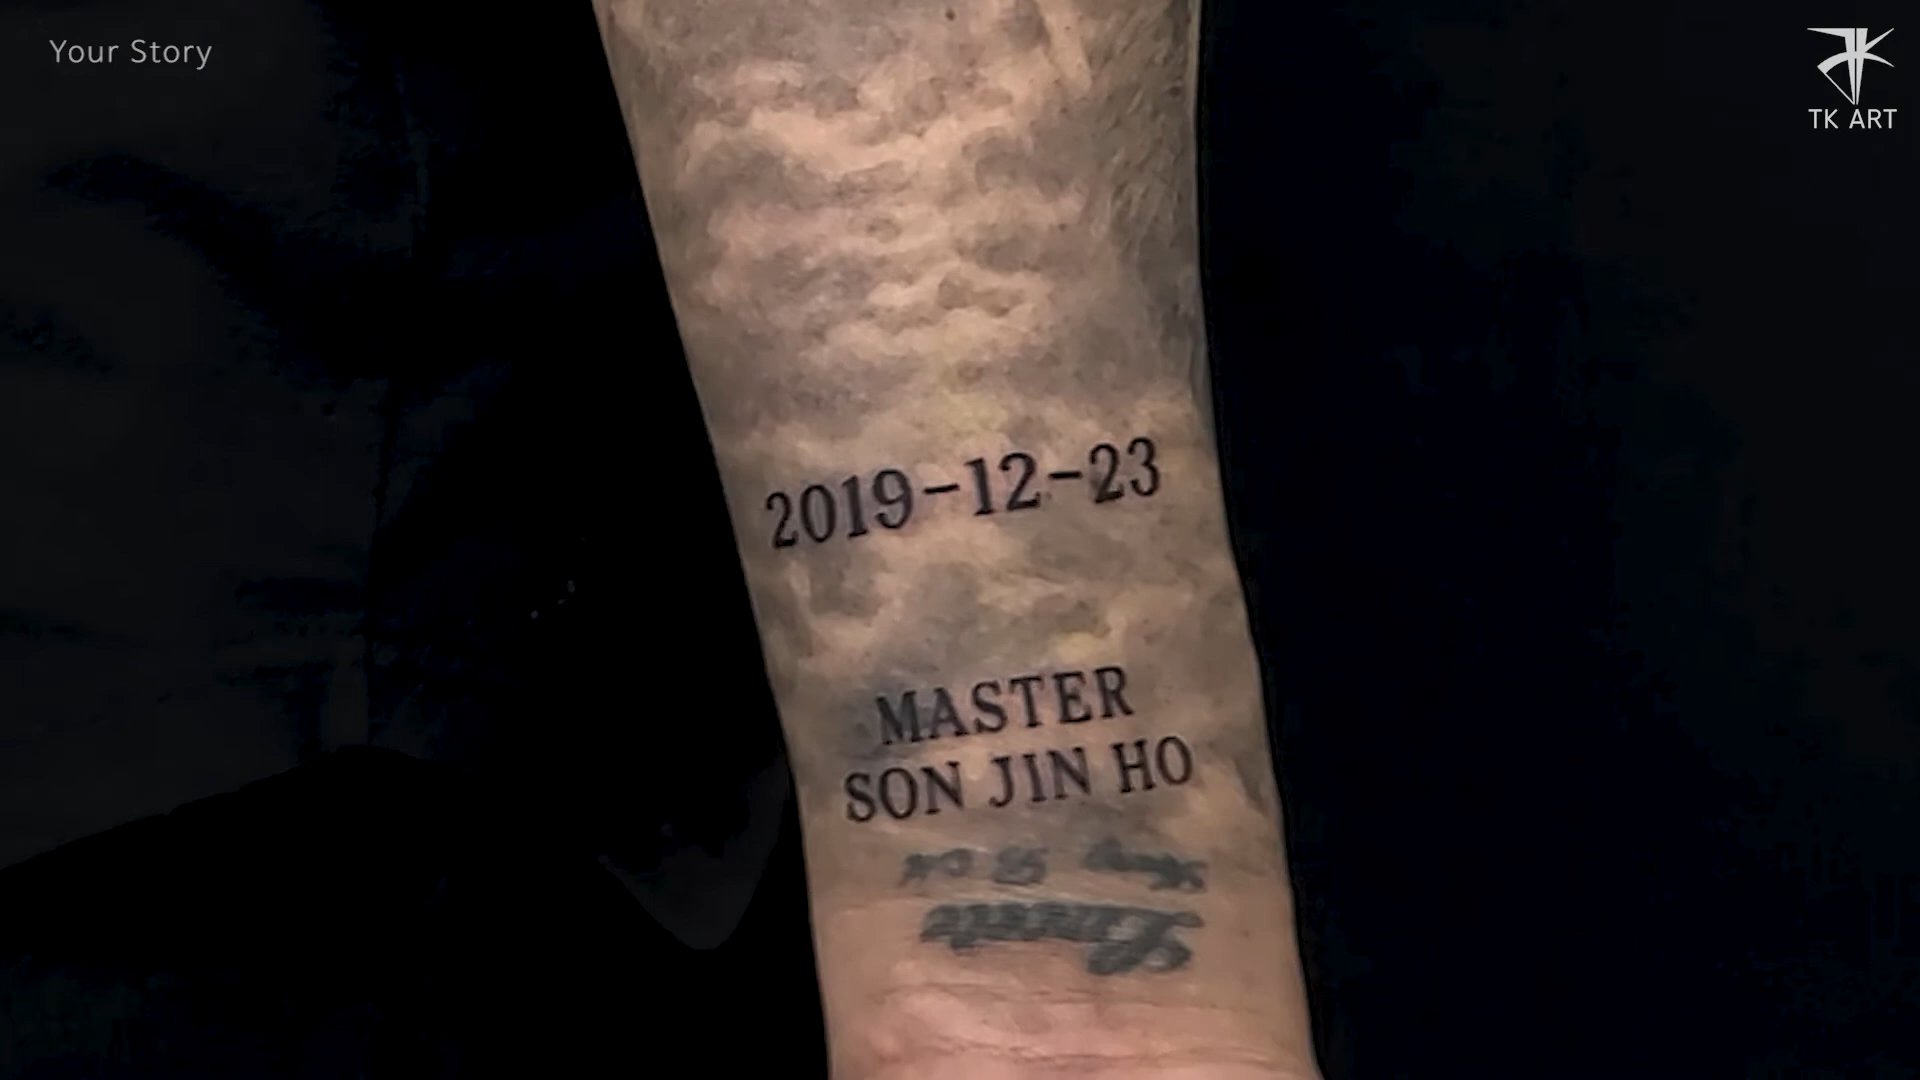 Your Story
TK ART
2019-12-23
MASTER
SON JIN HO